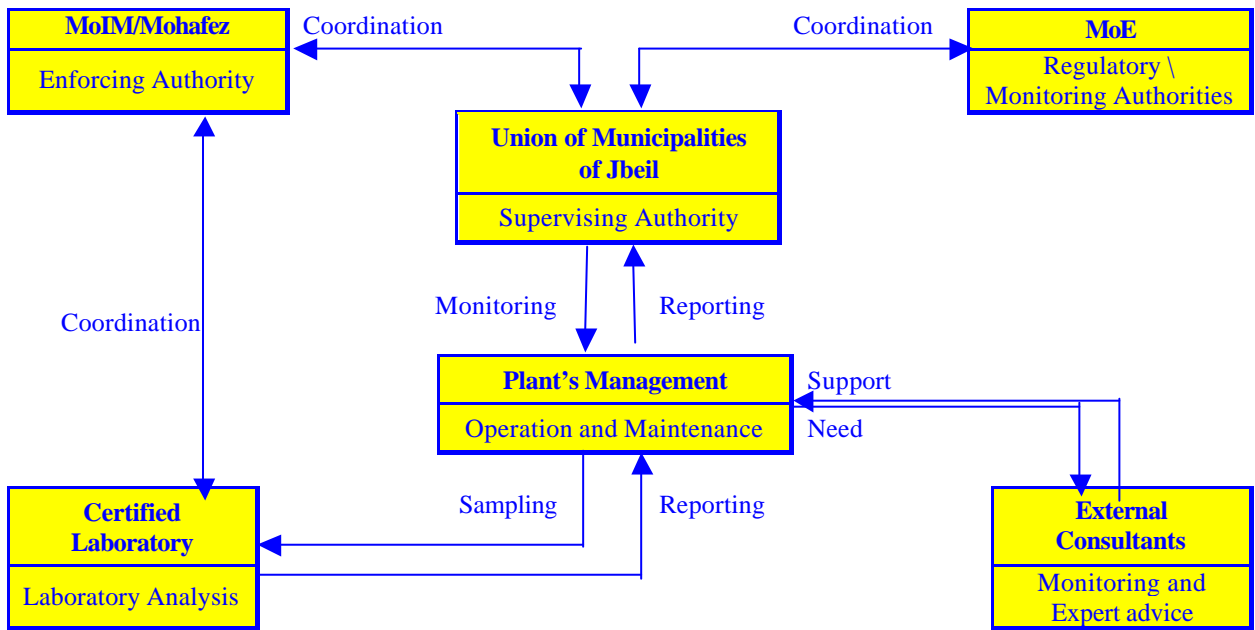 MoIM/Mohafez
Enforcing Authority
Coordination
Coordination
MoE
Regulatory \
Monitoring Authorities
Union of Municipalities
of Jbeil
Supervising Authority
Monitoring
Reporting
Coordination
Plant's Management
Operation and Maintenance
Support
Need
Sampling
Reporting
Certified
Laboratory
Laboratory Analysis
External
Consultants
Monitoring and
Expert advice